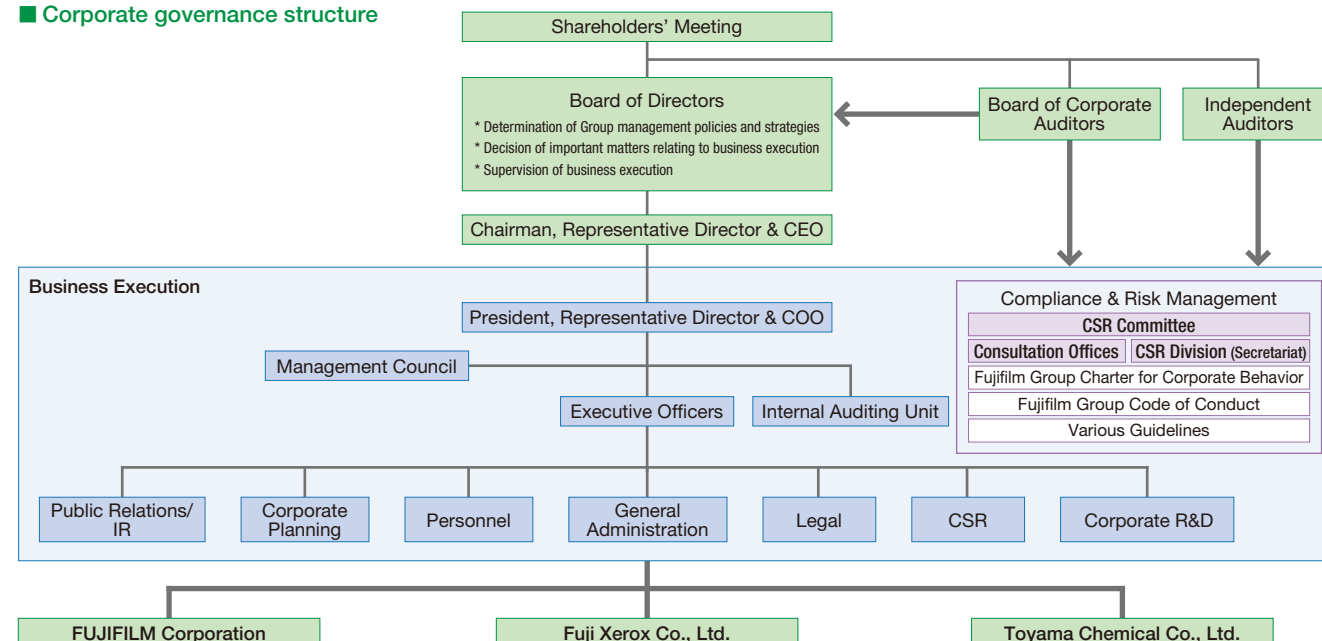 ■ Corporate governance structure
Shareholders’ Meeting
Board of Directors
* Determination of Group management policies and strategies
* Decision of important matters relating to business execution
* Supervision of business execution
Board of Corporate
Auditors
Independent
Auditors
Chairman, Representative Director & CEO
Business Execution
President, Representative Director & COO
Management Council
Executive Officers
Internal Auditing Unit
Compliance & Risk Management
CSR Committee
Consultation Offices
CSR Division (Secretariat)
Fujifilm Group Charter for Corporate Behavior
Fujifilm Group Code of Conduct
Various Guidelines
Public Relations/
IR
Corporate
Planning
Personnel
General
Administration
Legal
CSR
Corporate R&D
FUJIFILM Corporation
Fuji Xerox Co., Ltd.
Toyama Chemical Co., Ltd.